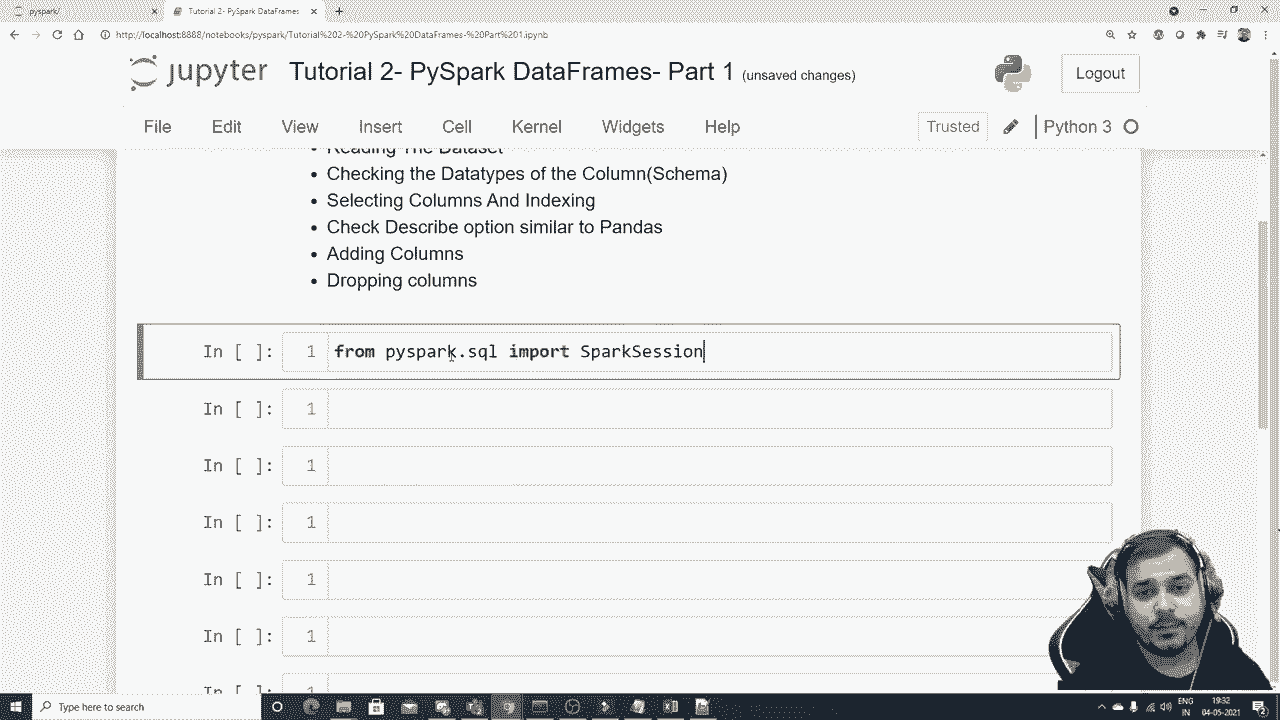 pyspark/
Tutorial 2- PySpark DataFrames
http://localhost:8888/notebooks/pyspark/Tutorial%202-%20PySpark%20DataFrames-%20Part%201.ipynb
jupyter Tutorial 2- PySpark DataFrames- Part 1 (unsaved changes)
Logout
File Edit View Insert Cell Kernel Widgets Help
Trusted Python 3
Reading The Dataset
Checking the Datatypes of the Column(Schema)
Selecting Columns And Indexing
Check Describe option similar to Pandas
Adding Columns
Dropping columns
In [ ]: 1 from pyspark.sql import SparkSession
In [ ]: 1
In [ ]: 1
In [ ]: 1
In [ ]: 1
In [ ]: 1
In [ ]: 1
Type here to search
ENG
IN
19:32
04-05-2021